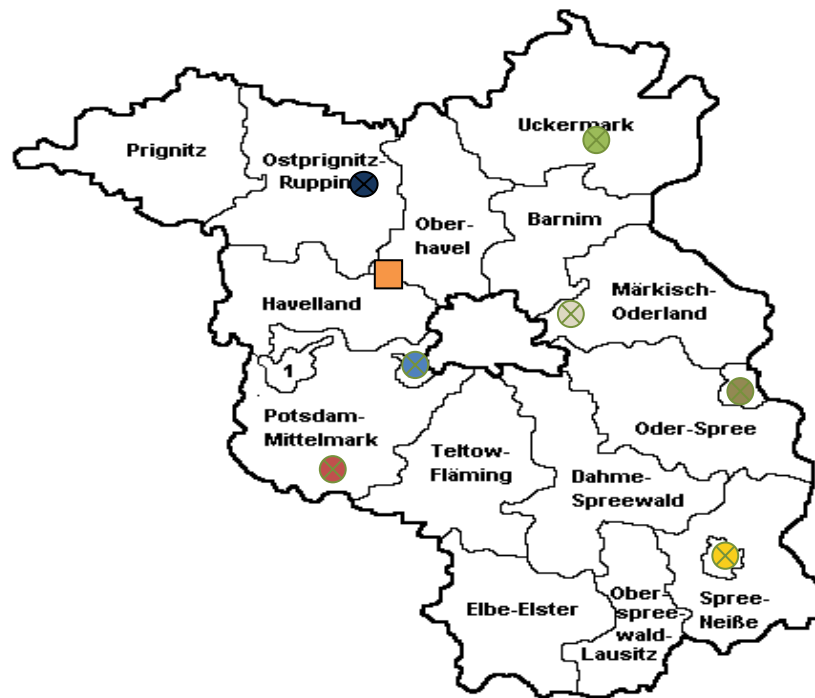 Uckermark
Prignitz
Ostprignitz-
Ruppin
Barnim
Ober-
havel
Märkisch-
Oderland
Havelland
1
Potsdam-
Mittelmark
Oder-Spree
Teltow-
Fläming
Dahme-
Spreewald
Elbe-Elster
Ober-
spree-
wald-
Lausitz
Spree-
Neiße